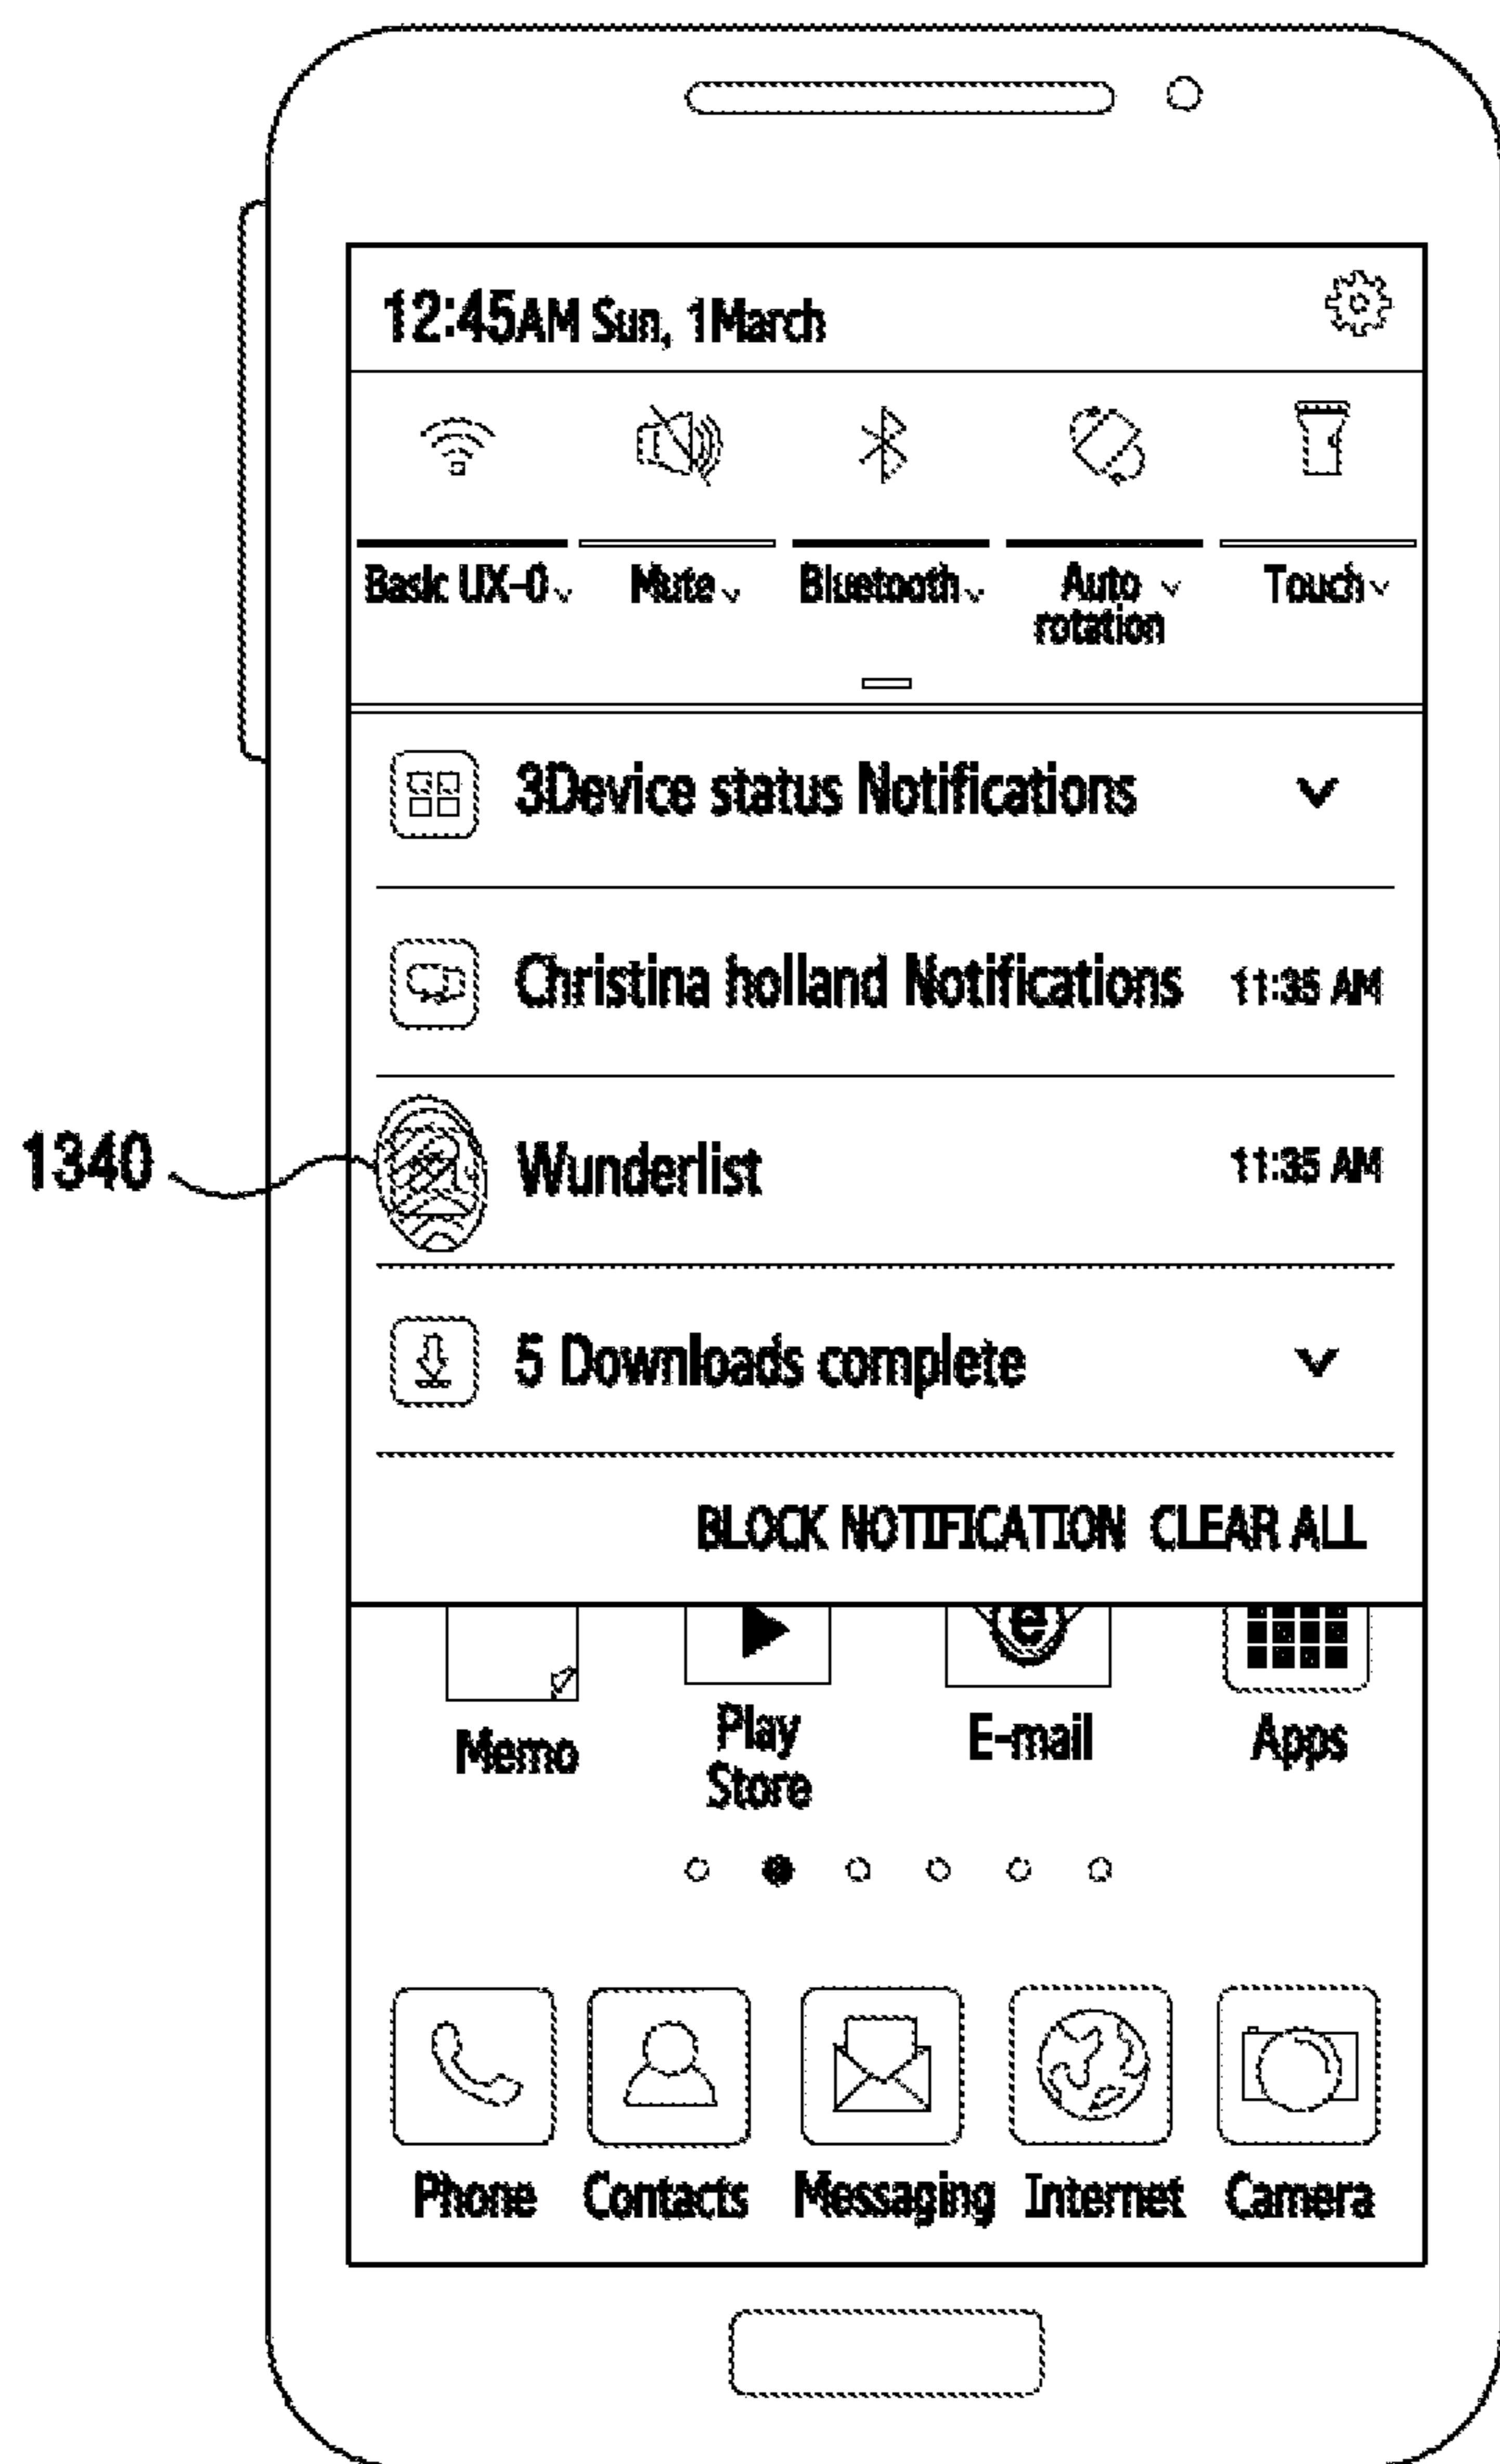 12:45AM Sun, 1March
Basic UX-0 Mute Bluetooth Auto rotation Touch
3Device status Notifications
Christina holland Notifications 11:35 AM
1340 Wunderlist 11:35 AM
5 Downloads complete
BLOCK NOTIFICATION CLEAR ALL
Memo Play Store E-mail Apps
Phone Contacts Messaging Internet Camera